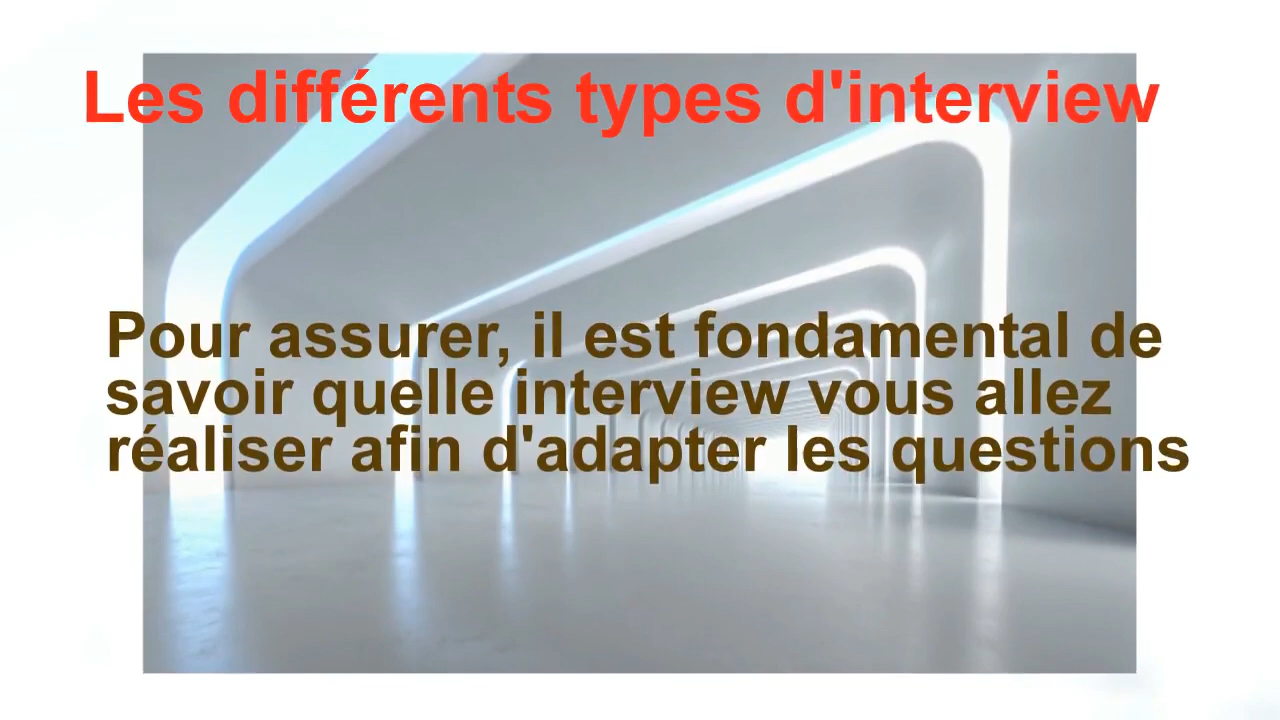 Les différents types d'interview
Pour assurer, il est fondamental de
savoir quelle interview vous allez
réaliser afin d'adapter les questions